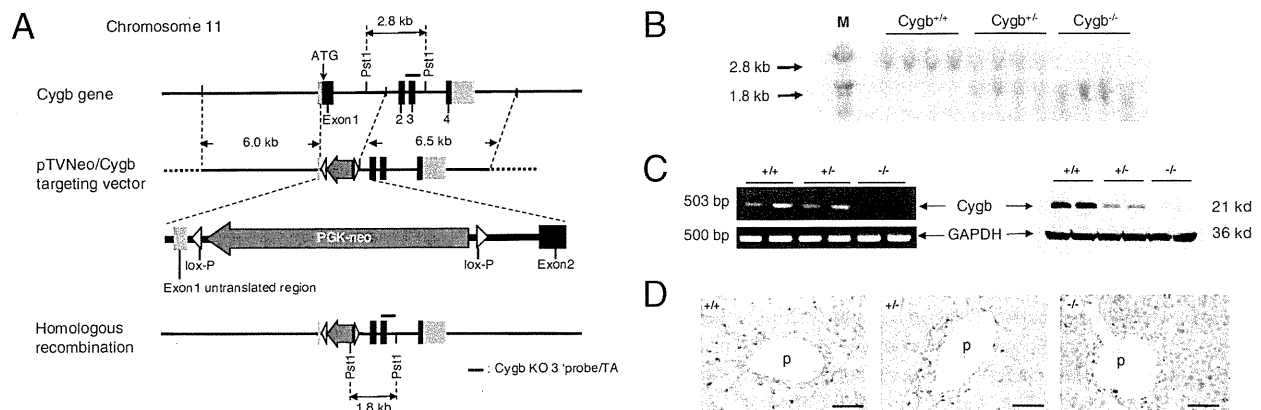 A
Chromosome 11
2.8 kb
ATG
Pst1
Pst1
Cygb gene
Exon1
2 3
4
6.0 kb
6.5 kb
pTVNeo/Cygb
targeting vector
PGK-neo
lox-P
lox-P
Exon2
Exon1 untranslated region
Homologous
recombination
Pst1
Pst1
1.8 kb
: Cygb KO 3 'probe/TA
B
M
Cygb+/+
Cygb+/-
Cygb-/-
2.8 kb
1.8 kb
C
+/+
+/-
-/-
+/+
+/-
-/-
503 bp
Cygb
21 kd
500 bp
GAPDH
36 kd
D
+/+
p
+/-
p
-/-
p